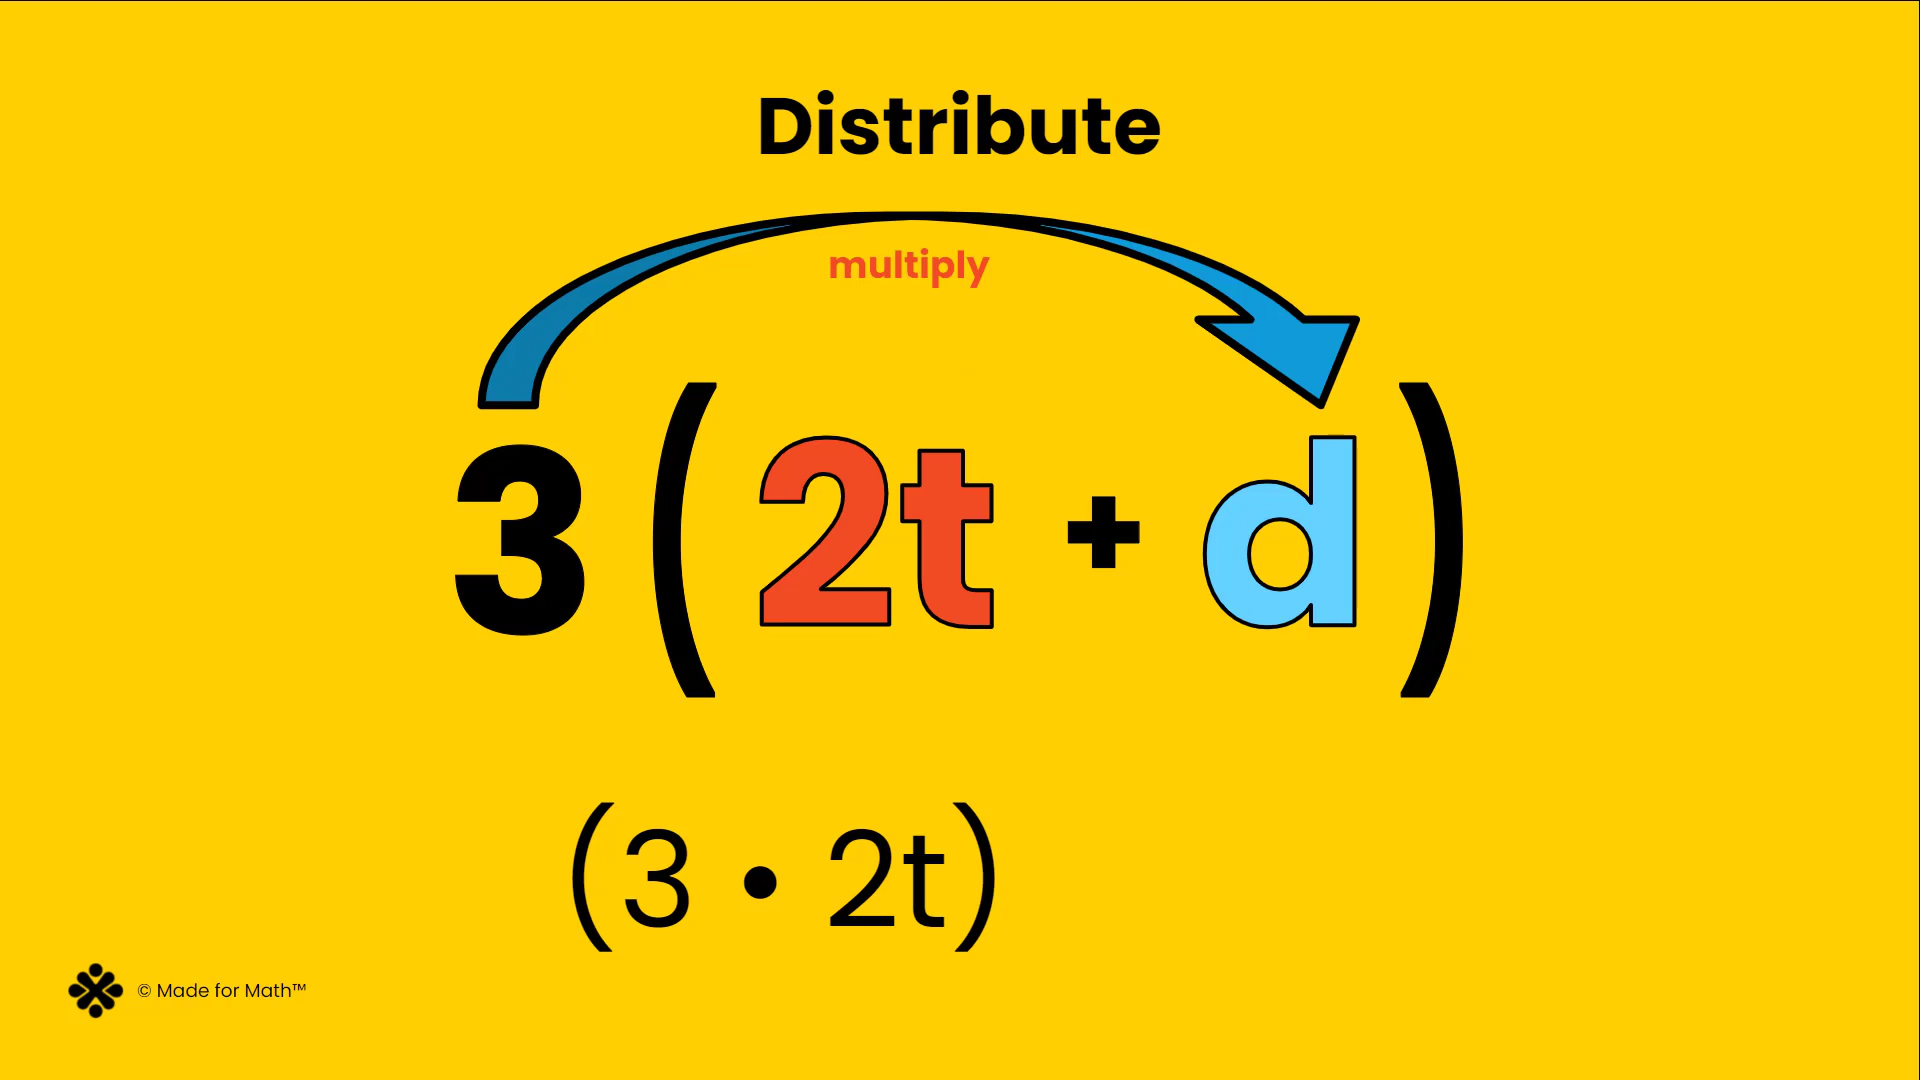 Distribute
multiply
3(2t + d)
(3 • 2t)
© Made for Math™